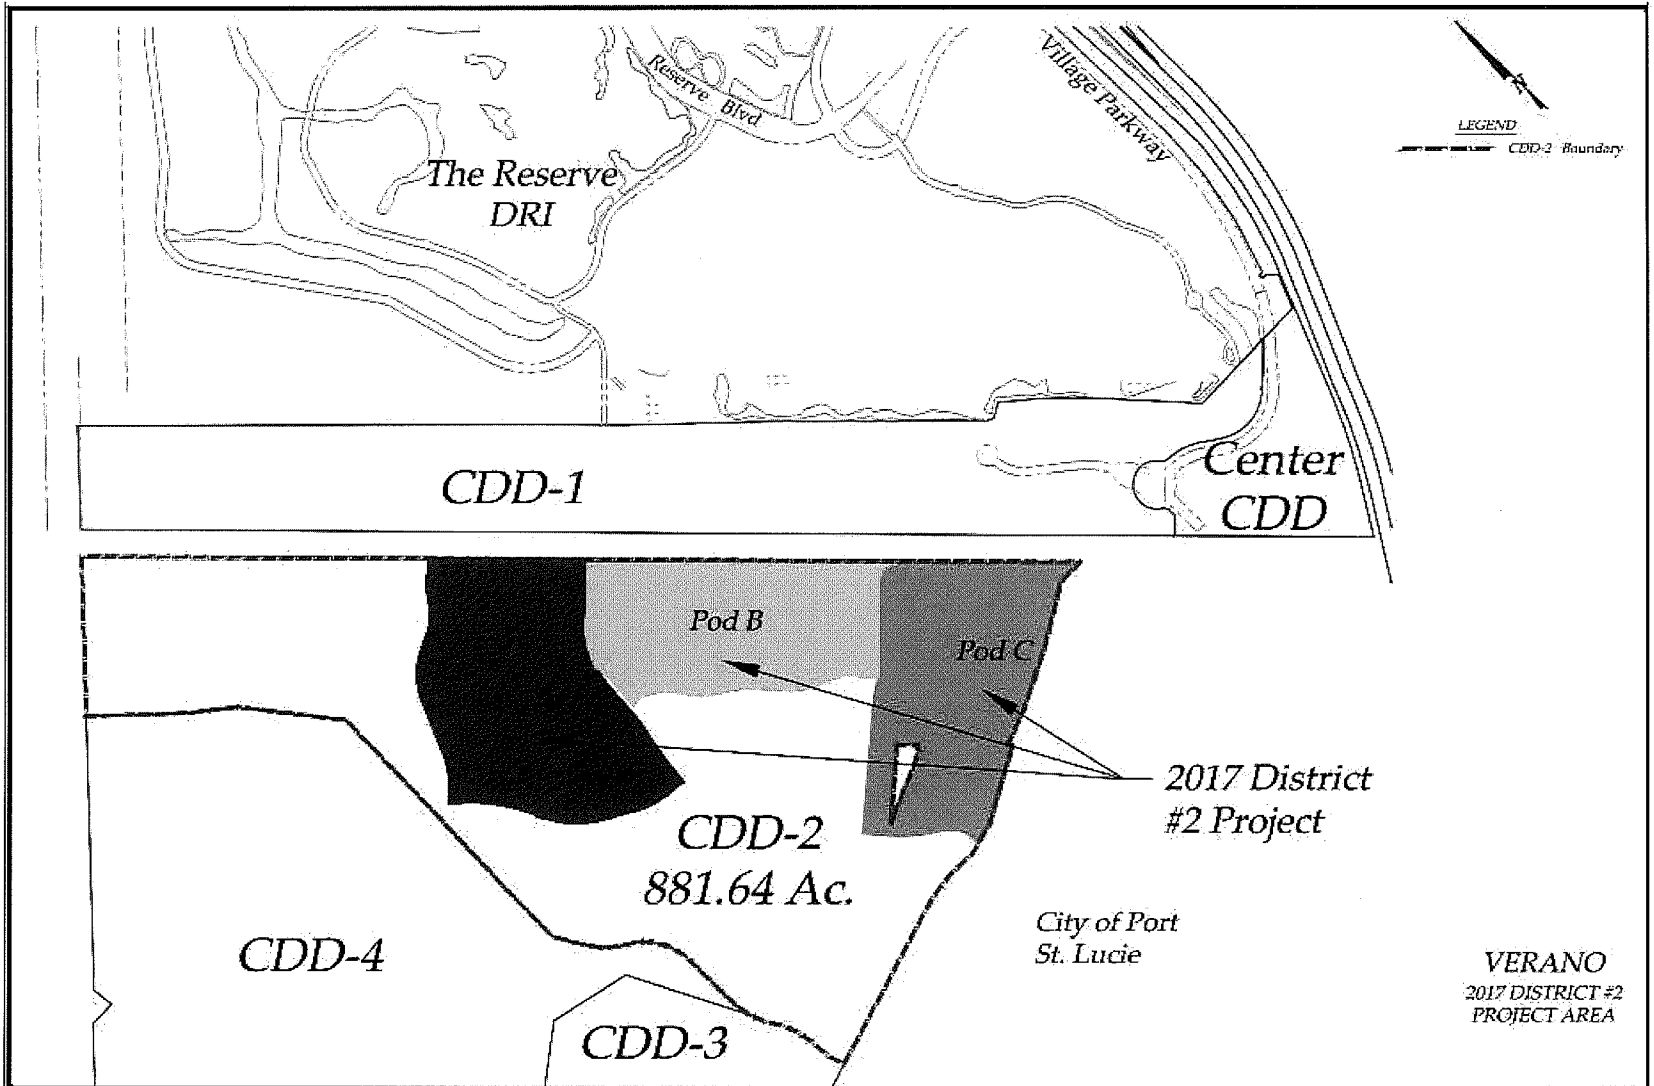 Reserve Blvd
Village Parkway
N
LEGEND
CDD-2 Boundary
The Reserve
DRI
CDD-1
Center
CDD
Pod B
Pod C
2017 District
#2 Project
CDD-2
881.64 Ac.
City of Port
St. Lucie
CDD-4
CDD-3
VERANO
2017 DISTRICT #2
PROJECT AREA